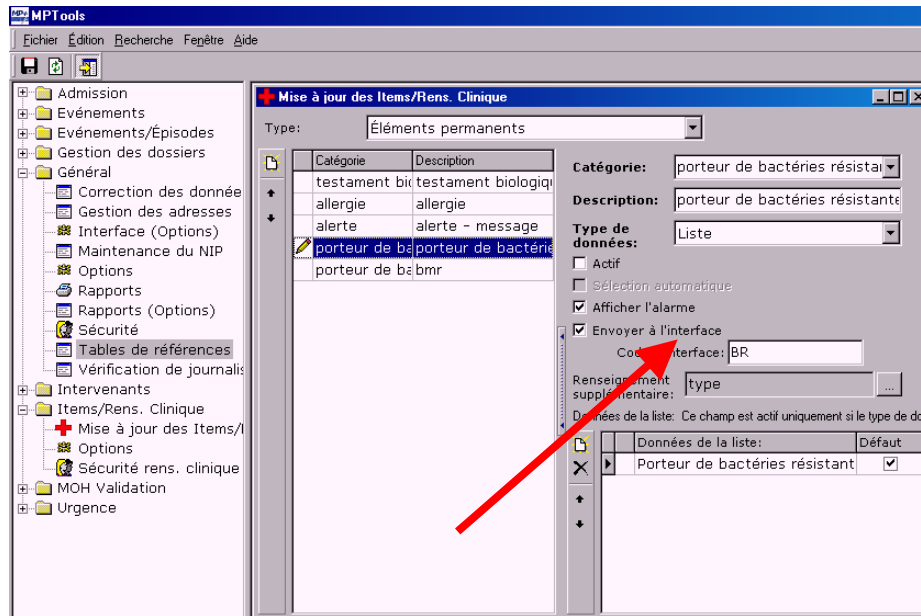 MPTools
Fichier Édition Recherche Fenêtre Aide
Admission
Evénements
Evénements/Épisodes
Gestion des dossiers
Général
Correction des donnée
Gestion des adresses
Interface (Options)
Maintenance du NIP
Options
Rapports
Rapports (Options)
Sécurité
Tables de références
Vérification de journalis
Intervenants
Items/Rens. Clinique
Mise à jour des Items/
Options
Sécurité rens. clinique
MOH Validation
Urgence
Mise à jour des Items/Rens. Clinique
Type: Éléments permanents
Catégorie Description
testament bio testament biologiqu
allergie allergie
alerte alerte - message
porteur de ba porteur de bactérie
porteur de ba bmr
Catégorie: porteur de bactéries résistan
Description: porteur de bactéries résistante
Type de
données: Liste
Actif
Sélection automatique
Afficher l'alarme
Envoyer à l'interface
Code interface: BR
Renseignement
supplémentaire: type ...
Données de la liste: Ce champ est actif uniquement si le type de do
Données de la liste: Défaut
Porteur de bactéries résistant